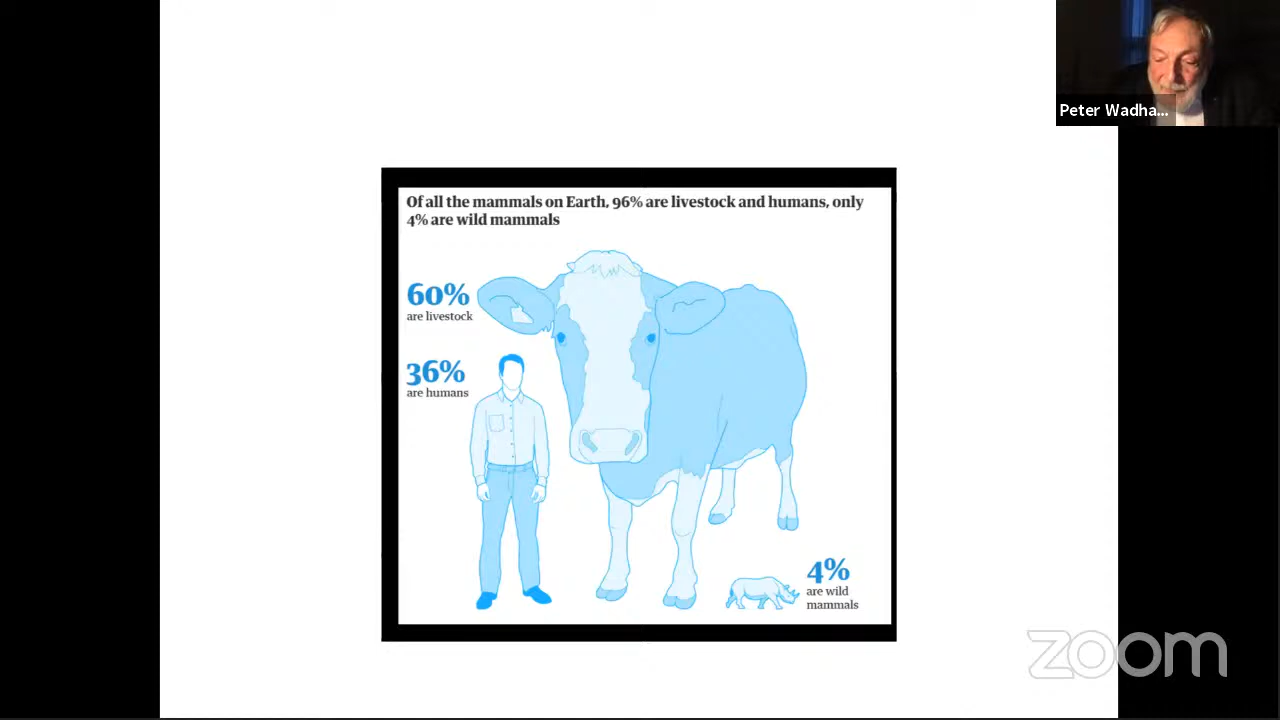 Peter Wadha...
Of all the mammals on Earth, 96% are livestock and humans, only
4% are wild mammals
60%
are livestock
36%
are humans
4%
are wild
mammals
zoom